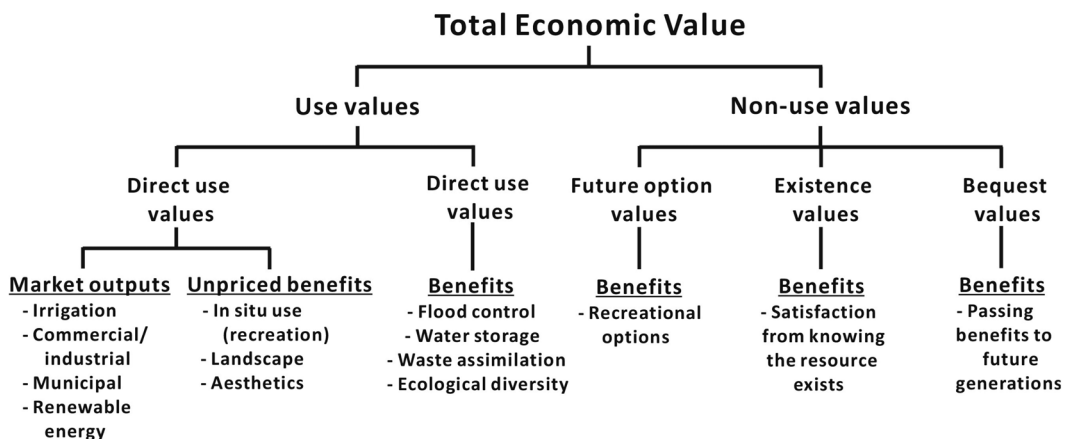 Total Economic Value
Use values
Non-use values
Direct use
values
Direct use
values
Future option
values
Existence
values
Bequest
values
Market outputs
- Irrigation
- Commercial/
industrial
- Municipal
- Renewable
energy
Unpriced benefits
- In situ use
(recreation)
- Landscape
- Aesthetics
Benefits
- Flood control
- Water storage
- Waste assimilation
- Ecological diversity
Benefits
- Recreational
options
Benefits
- Satisfaction
from knowing
the resource
exists
Benefits
- Passing
benefits to
future
generations